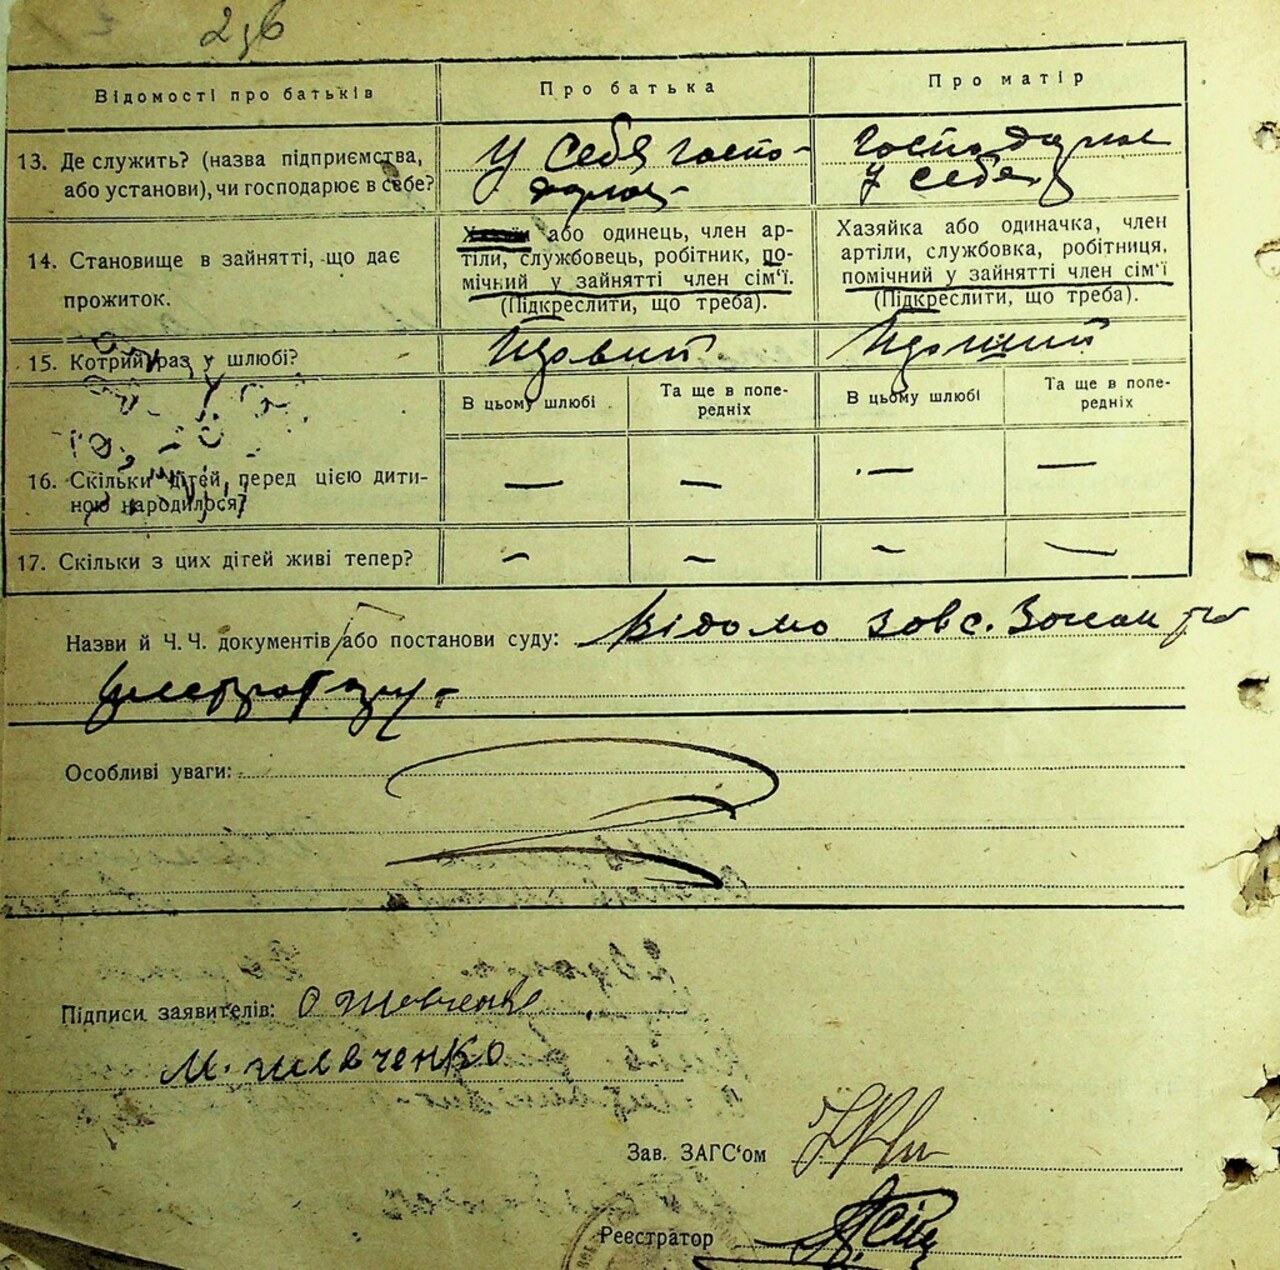 Відомості про батьків
Про батька
Про матір
13. Де служить? (назва підприємства,
або установи), чи господарює в себе?
У себя госпо-
господарює
у себе
14. Становище в зайнятті, що дає
прожиток.
або одинець, член ар-
тіли, службовець, робітник, по-
мічний у зайнятті член сім'ї.
(Підкреслити, що треба).
Хазяйка або одиначка, член
артіли, службовка, робітниця,
помічний у зайнятті член сім'ї
(Підкреслити, що треба).
15. Котрий раз у шлюбі?
В цьому шлюбі
Та ще в попе-
редніх
В цьому шлюбі
Та ще в попе-
редніх
16. Скільки дітей, перед цією дити-
ною народилося?
— — — —
17. Скільки з цих дітей живі тепер?
— — — —
Назви й Ч. Ч. документів або постанови суду: Відомо
Особливі уваги:
Підписи заявителів: О Шевченко
М. Шевченко
Зав. ЗАГС'ом
Реєстратор